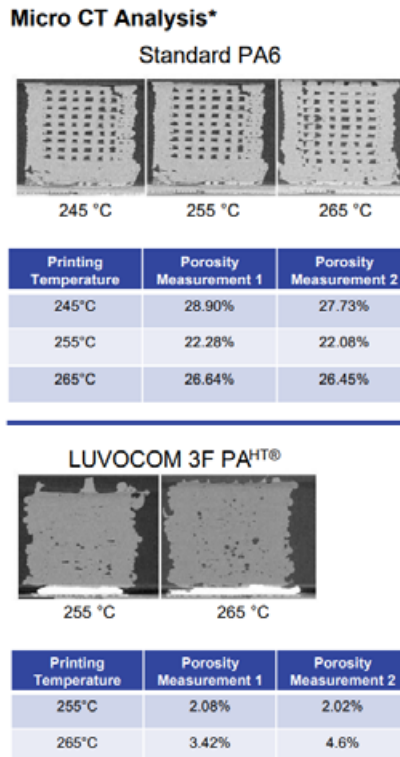 Micro CT Analysis*
Standard PA6
245 °C 255 °C 265 °C
Printing Temperature Porosity Measurement 1 Porosity Measurement 2
245°C 28.90% 27.73%
255°C 22.28% 22.08%
265°C 26.64% 26.45%
LUVOCOM 3F PAHT®
255 °C 265 °C
Printing Temperature Porosity Measurement 1 Porosity Measurement 2
255°C 2.08% 2.02%
265°C 3.42% 4.6%